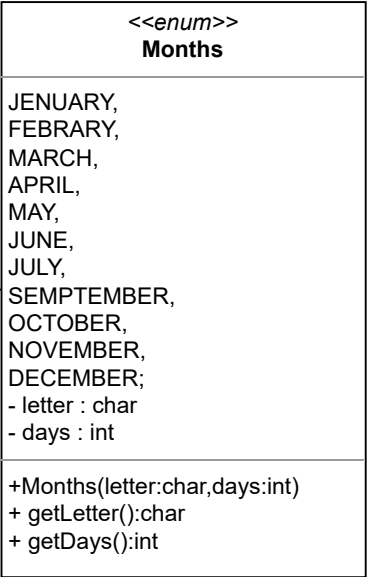 <<enum>>
Months
JENUARY,
FEBRARY,
MARCH,
APRIL,
MAY,
JUNE,
JULY,
SEMPTEMBER,
OCTOBER,
NOVEMBER,
DECEMBER;
- letter : char
- days : int
+Months(letter:char,days:int)
+ getLetter():char
+ getDays():int